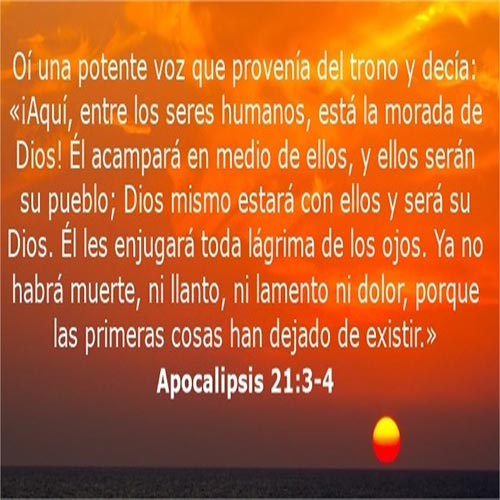 Oí una potente voz que provenía del trono y decía:
«¡Aquí, entre los seres humanos, está la morada de
Dios! Él acampará en medio de ellos, y ellos serán
su pueblo; Dios mismo estará con ellos y será su
Dios. Él les enjugará toda lágrima de los ojos. Ya no
habrá muerte, ni llanto, ni lamento ni dolor, porque
las primeras cosas han dejado de existir.»
Apocalipsis 21:3-4